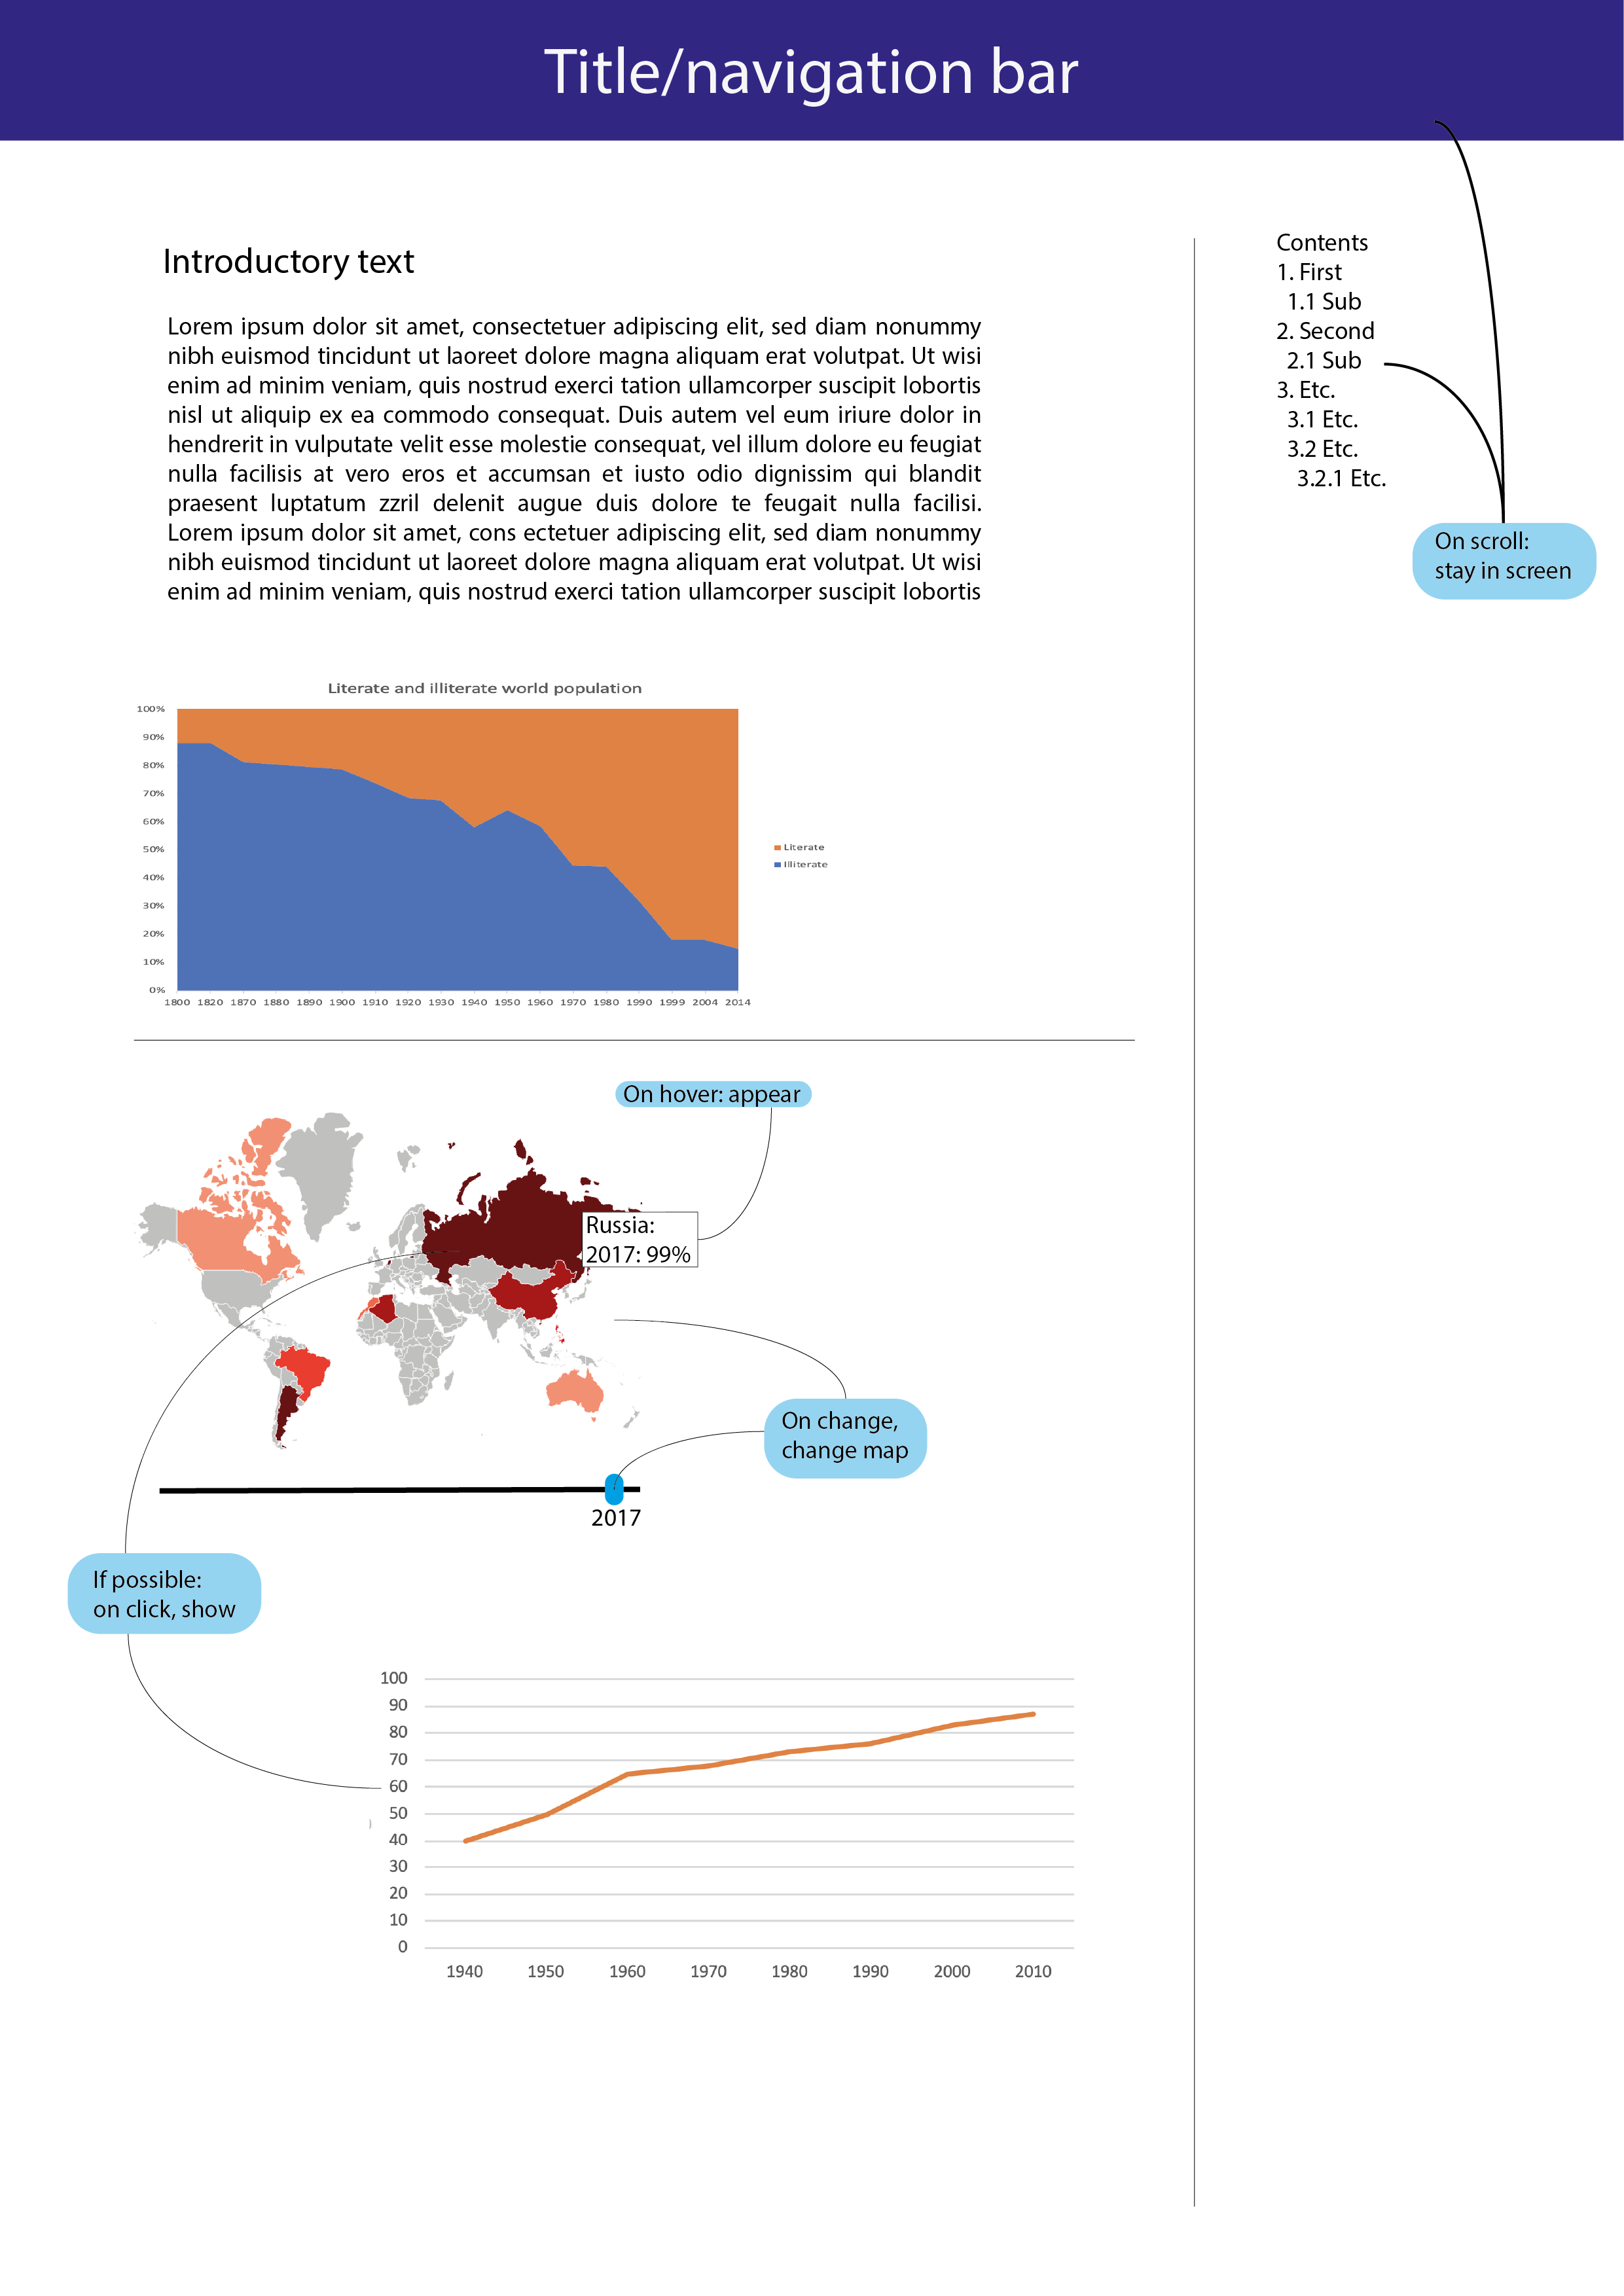 Title/navigation bar
Introductory text
Lorem ipsum dolor sit amet, consectetuer adipiscing elit, sed diam nonummy
nibh euismod tincidunt ut laoreet dolore magna aliquam erat volutpat. Ut wisi
enim ad minim veniam, quis nostrud exerci tation ullamcorper suscipit lobortis
nisl ut aliquip ex ea commodo consequat. Duis autem vel eum iriure dolor in
hendrerit in vulputate velit esse molestie consequat, vel illum dolore eu feugiat
nulla facilisis at vero eros et accumsan et iusto odio dignissim qui blandit
praesent luptatum zzril delenit augue duis dolore te feugait nulla facilisi.
Lorem ipsum dolor sit amet, cons ectetuer adipiscing elit, sed diam nonummy
nibh euismod tincidunt ut laoreet dolore magna aliquam erat volutpat. Ut wisi
enim ad minim veniam, quis nostrud exerci tation ullamcorper suscipit lobortis
Contents
1. First
1.1 Sub
2. Second
2.1 Sub
3. Etc.
3.1 Etc.
3.2 Etc.
3.2.1 Etc.
On scroll:
stay in screen
Literate and illiterate world population
100%
90%
80%
70%
60%
50%
40%
30%
20%
10%
0%
1800 1820 1870 1880 1890 1900 1910 1920 1930 1940 1950 1960 1970 1980 1990 1999 2004 2014
Literate
Illiterate
On hover: appear
Russia:
2017: 99%
On change,
change map
2017
If possible:
on click, show
100
90
80
70
60
50
40
30
20
10
0
1940 1950 1960 1970 1980 1990 2000 2010